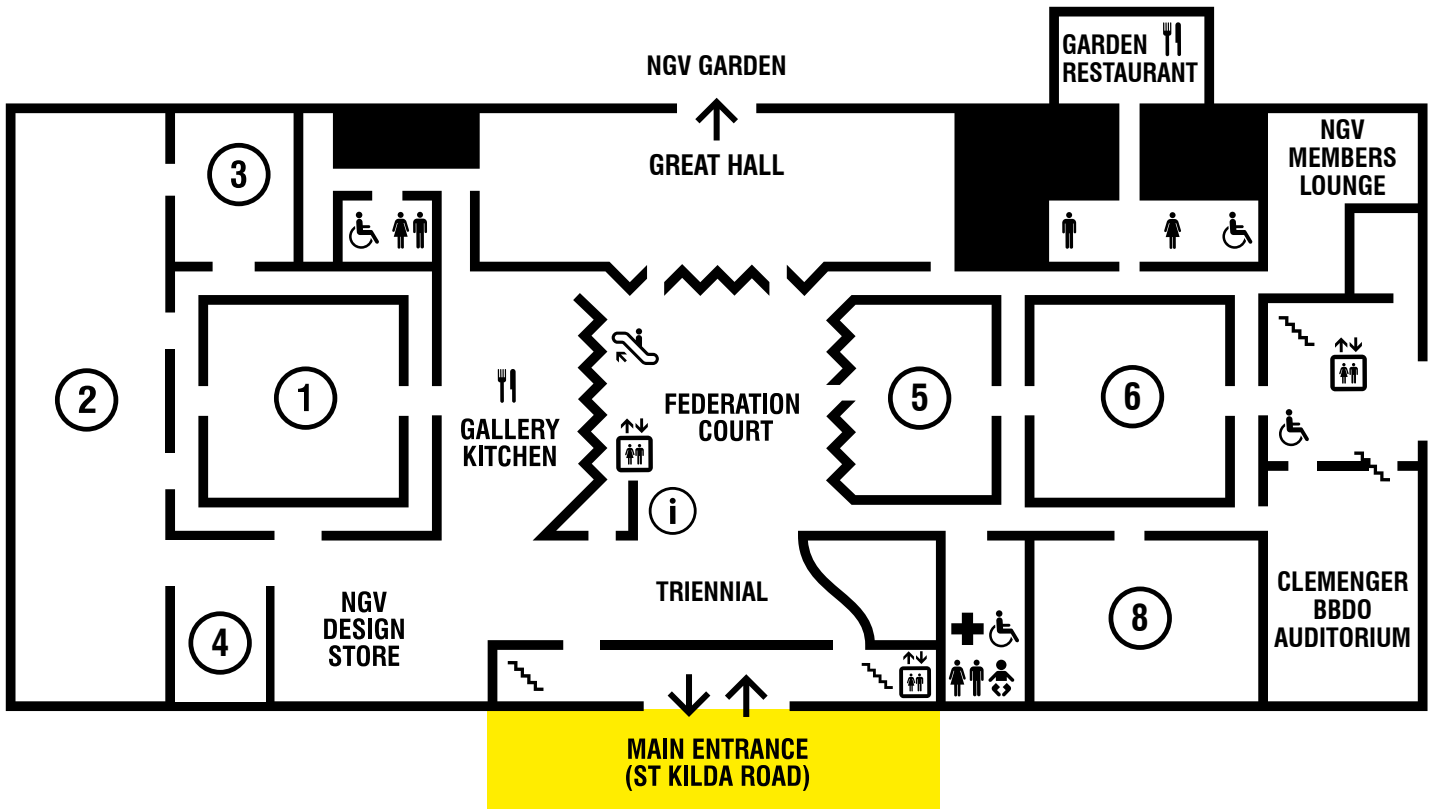 GARDEN
RESTAURANT
NGV GARDEN
GREAT HALL
NGV
MEMBERS
LOUNGE
3
2
1
GALLERY
KITCHEN
FEDERATION
COURT
5
6
i
TRIENNIAL
4
NGV
DESIGN
STORE
8
CLEMENGER
BBDO
AUDITORIUM
MAIN ENTRANCE
(ST KILDA ROAD)